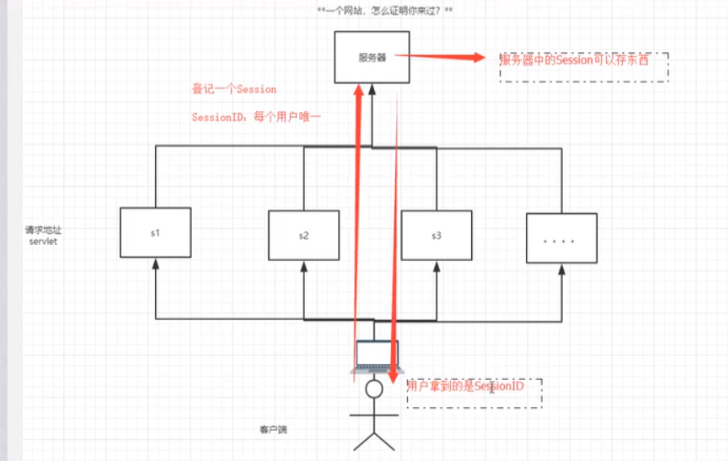 **一个网站，怎么证明你来过？**
服务器
服务器中的Session可以存东西
登记一个Session
SessionID，每个用户唯一
请求地址
servlet
s1
s2
s3
....
用户拿到的是SessionID
客户端